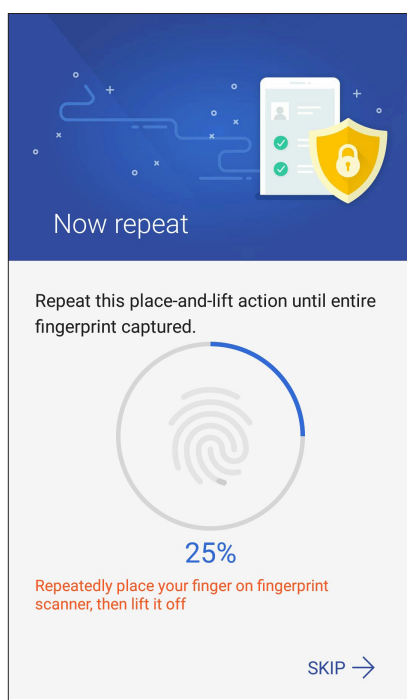 Now repeat
Repeat this place-and-lift action until entire
fingerprint captured.
25%
Repeatedly place your finger on fingerprint
scanner, then lift it off
SKIP